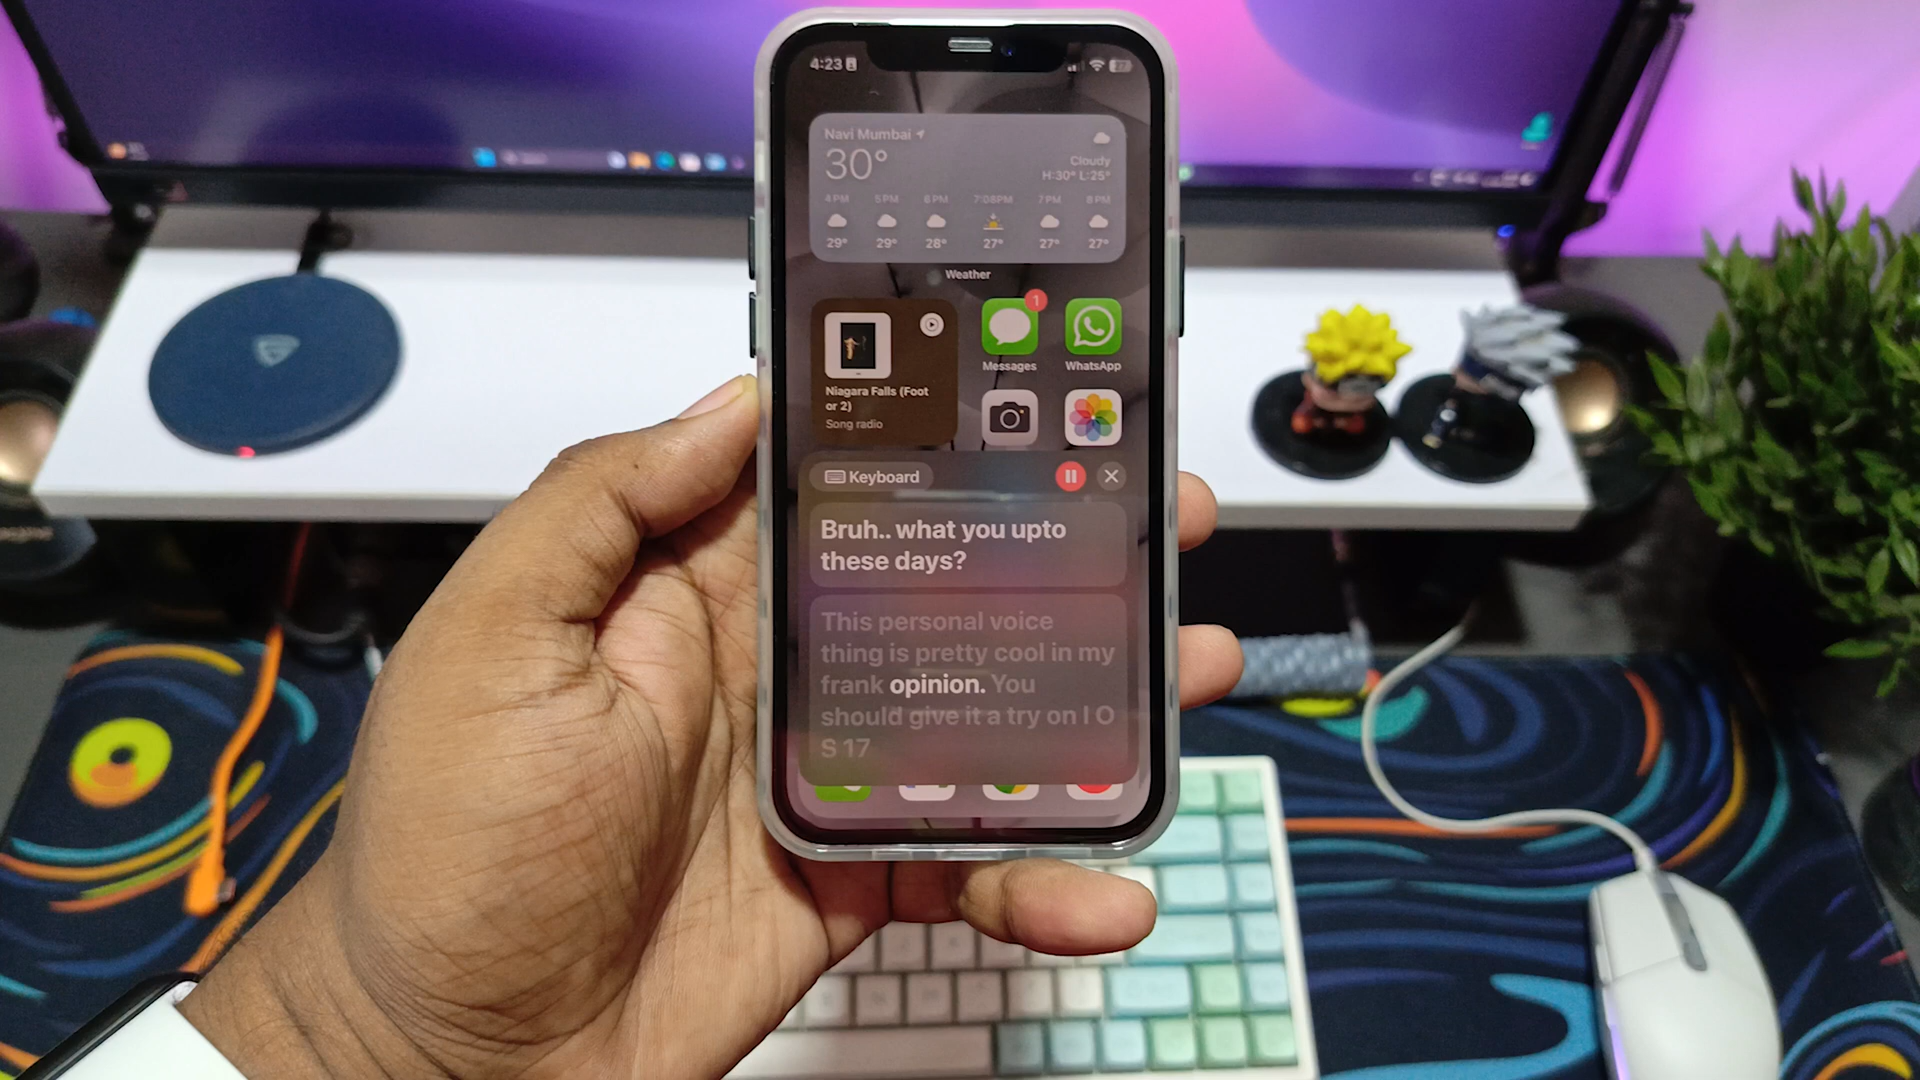 4:23
27
Navi Mumbai
30°
Cloudy
H:30° L:25°
4PM 5PM 6PM 7:08PM 7PM 8PM
29° 29° 28° 27° 27° 27°
Weather
1
Niagara Falls (Foot
or 2)
Song radio
Messages
WhatsApp
Keyboard
Bruh.. what you upto
these days?
This personal voice
thing is pretty cool in my
frank opinion. You
should give it a try on I O
S 17